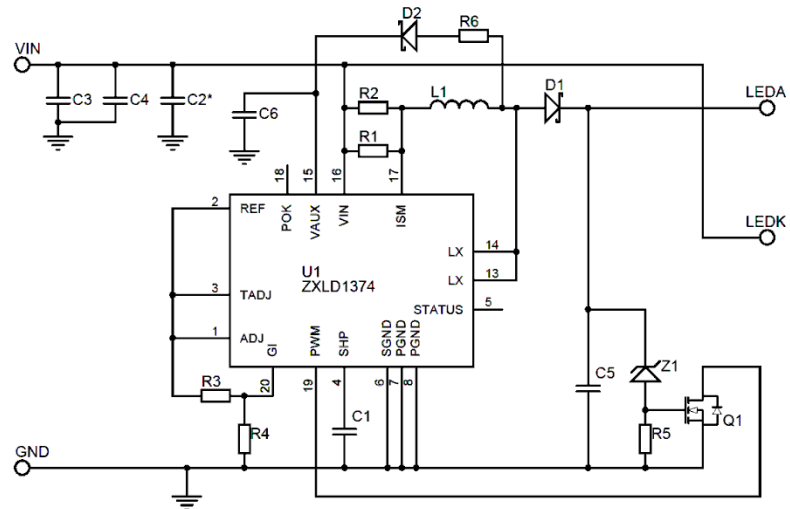 D2
R6
VIN
C3
C4
C2*
C6
R2
L1
D1
LEDA
R1
18
15
16
17
2
REF
POK
VAUX
VIN
ISM
LEDK
LX
14
U1
LX
13
ZXLD1374
3
TADJ
STATUS
5
1
ADJ
GI
PWM
SHP
SGND
PGND
PGND
R3
20
19
4
6
7
8
C5
Z1
Q1
R4
C1
R5
GND